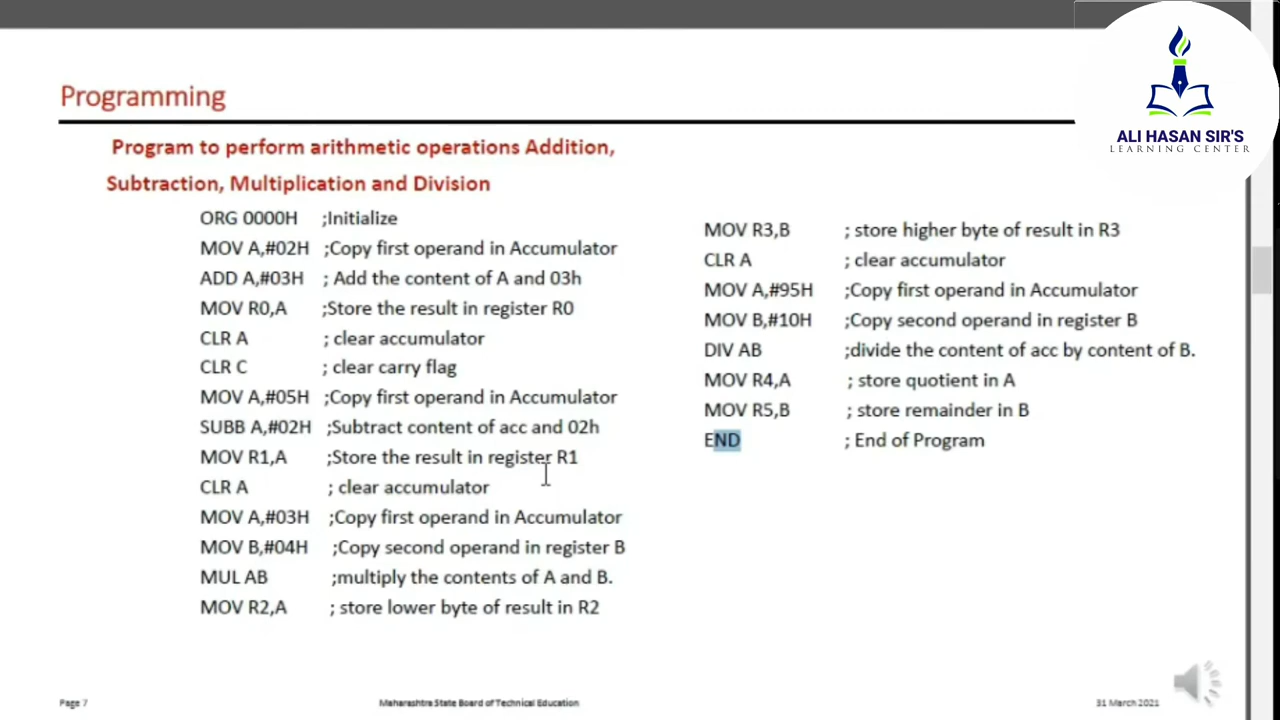 ALI HASAN SIR'S
LEARNING CENTER
Programming
Program to perform arithmetic operations Addition,
Subtraction, Multiplication and Division
ORG 0000H ;Initialize
MOV A,#02H ;Copy first operand in Accumulator
ADD A,#03H ; Add the content of A and 03h
MOV R0,A ;Store the result in register R0
CLR A ; clear accumulator
CLR C ; clear carry flag
MOV A,#05H ;Copy first operand in Accumulator
SUBB A,#02H ;Subtract content of acc and 02h
MOV R1,A ;Store the result in register R1
CLR A ; clear accumulator
MOV A,#03H ;Copy first operand in Accumulator
MOV B,#04H ;Copy second operand in register B
MUL AB ;multiply the contents of A and B.
MOV R2,A ; store lower byte of result in R2
MOV R3,B ; store higher byte of result in R3
CLR A ; clear accumulator
MOV A,#95H ;Copy first operand in Accumulator
MOV B,#10H ;Copy second operand in register B
DIV AB ;divide the content of acc by content of B.
MOV R4,A ; store quotient in A
MOV R5,B ; store remainder in B
END ; End of Program
Page 7
Maharashtra State Board of Technical Education
31 March 2021